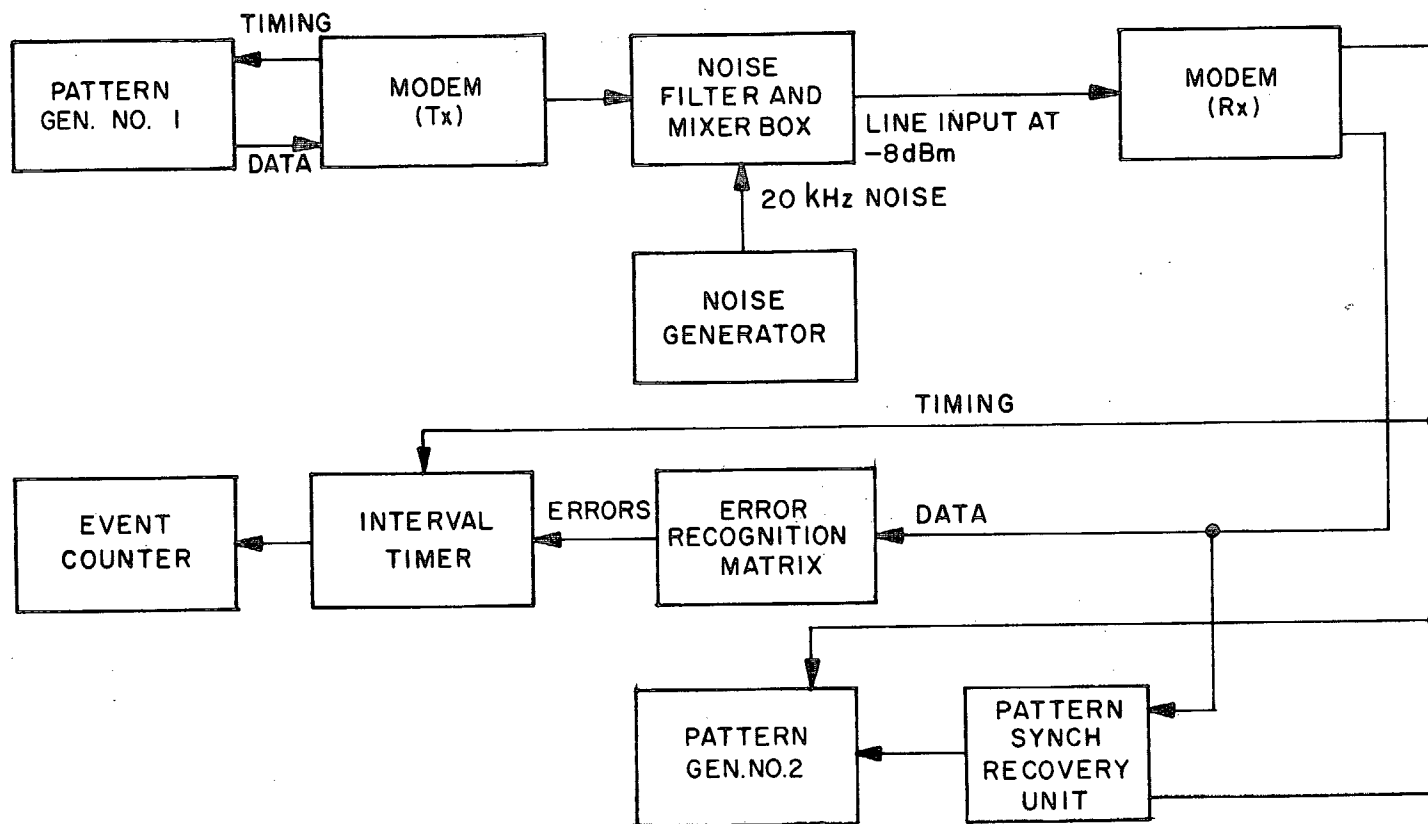 TIMING
PATTERN
GEN. NO. 1
DATA
MODEM
(Tx)
NOISE
FILTER AND
MIXER BOX
LINE INPUT AT
-8dBm
MODEM
(Rx)
20 kHz NOISE
NOISE
GENERATOR
TIMING
EVENT
COUNTER
INTERVAL
TIMER
ERRORS
ERROR
RECOGNITION
MATRIX
DATA
PATTERN
GEN.NO.2
PATTERN
SYNCH
RECOVERY
UNIT